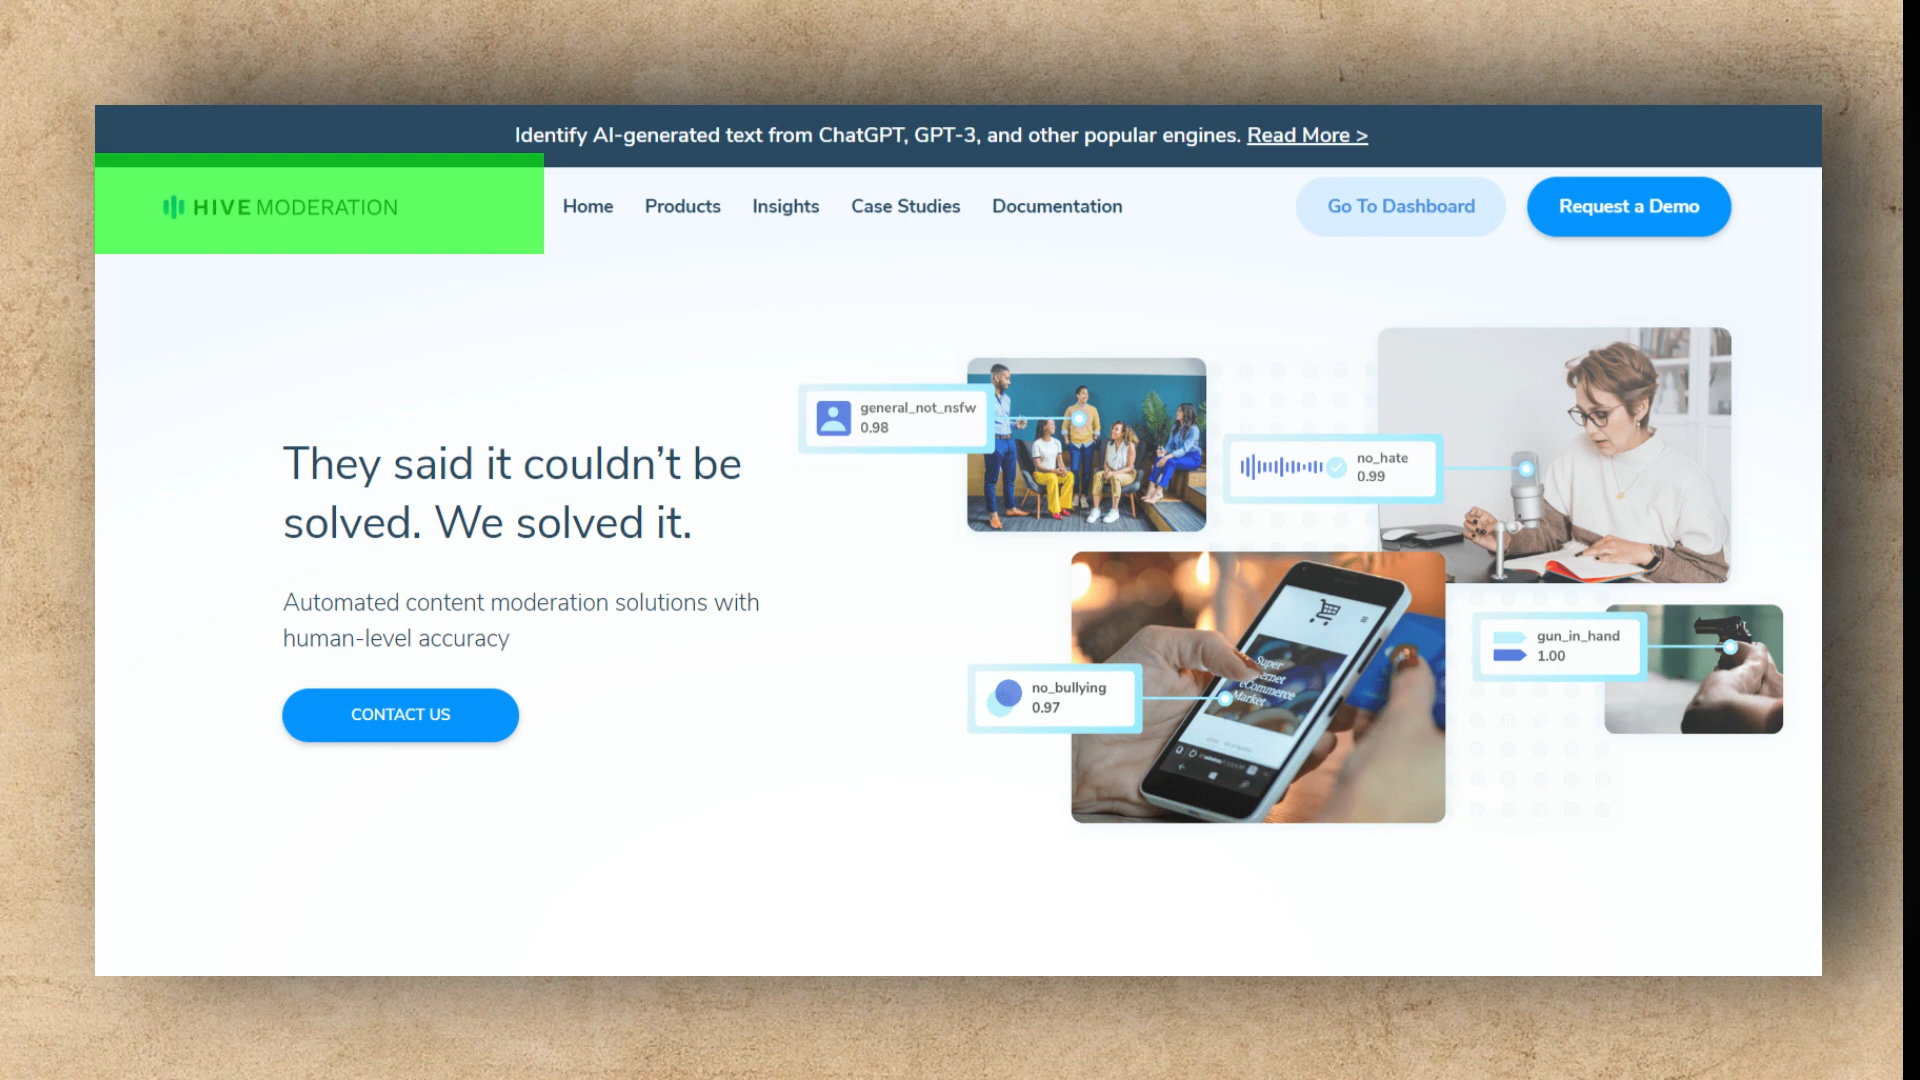 Identify AI-generated text from ChatGPT, GPT-3, and other popular engines. Read More >
HIVE MODERATION
Home
Products
Insights
Case Studies
Documentation
Go To Dashboard
Request a Demo
They said it couldn’t be
solved. We solved it.
Automated content moderation solutions with
human-level accuracy
CONTACT US
general_not_nsfw
0.98
no_hate
0.99
no_bullying
0.97
Super
eCommerce
Market
gun_in_hand
1.00